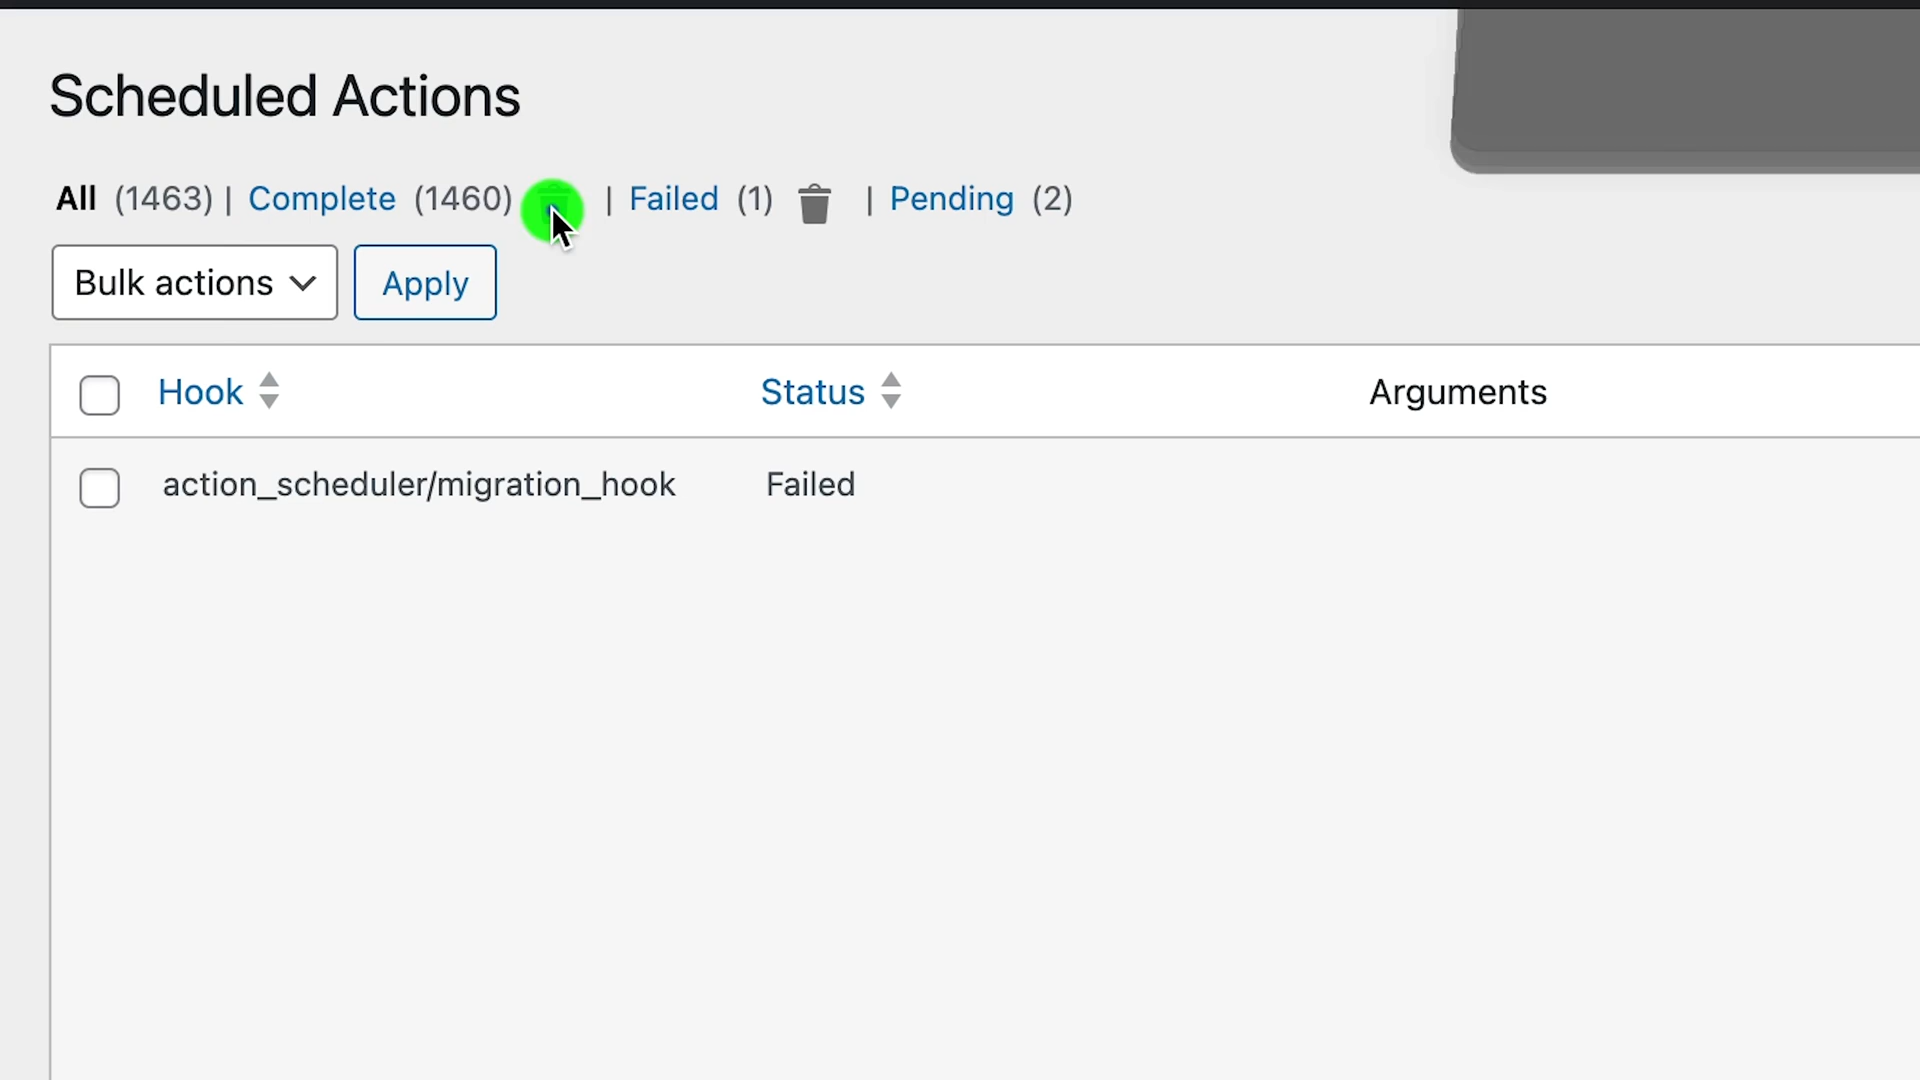 Scheduled Actions
All (1463) | Complete (1460) | Failed (1) | Pending (2)
Bulk actions Apply
Hook Status Arguments
action_scheduler/migration_hook Failed